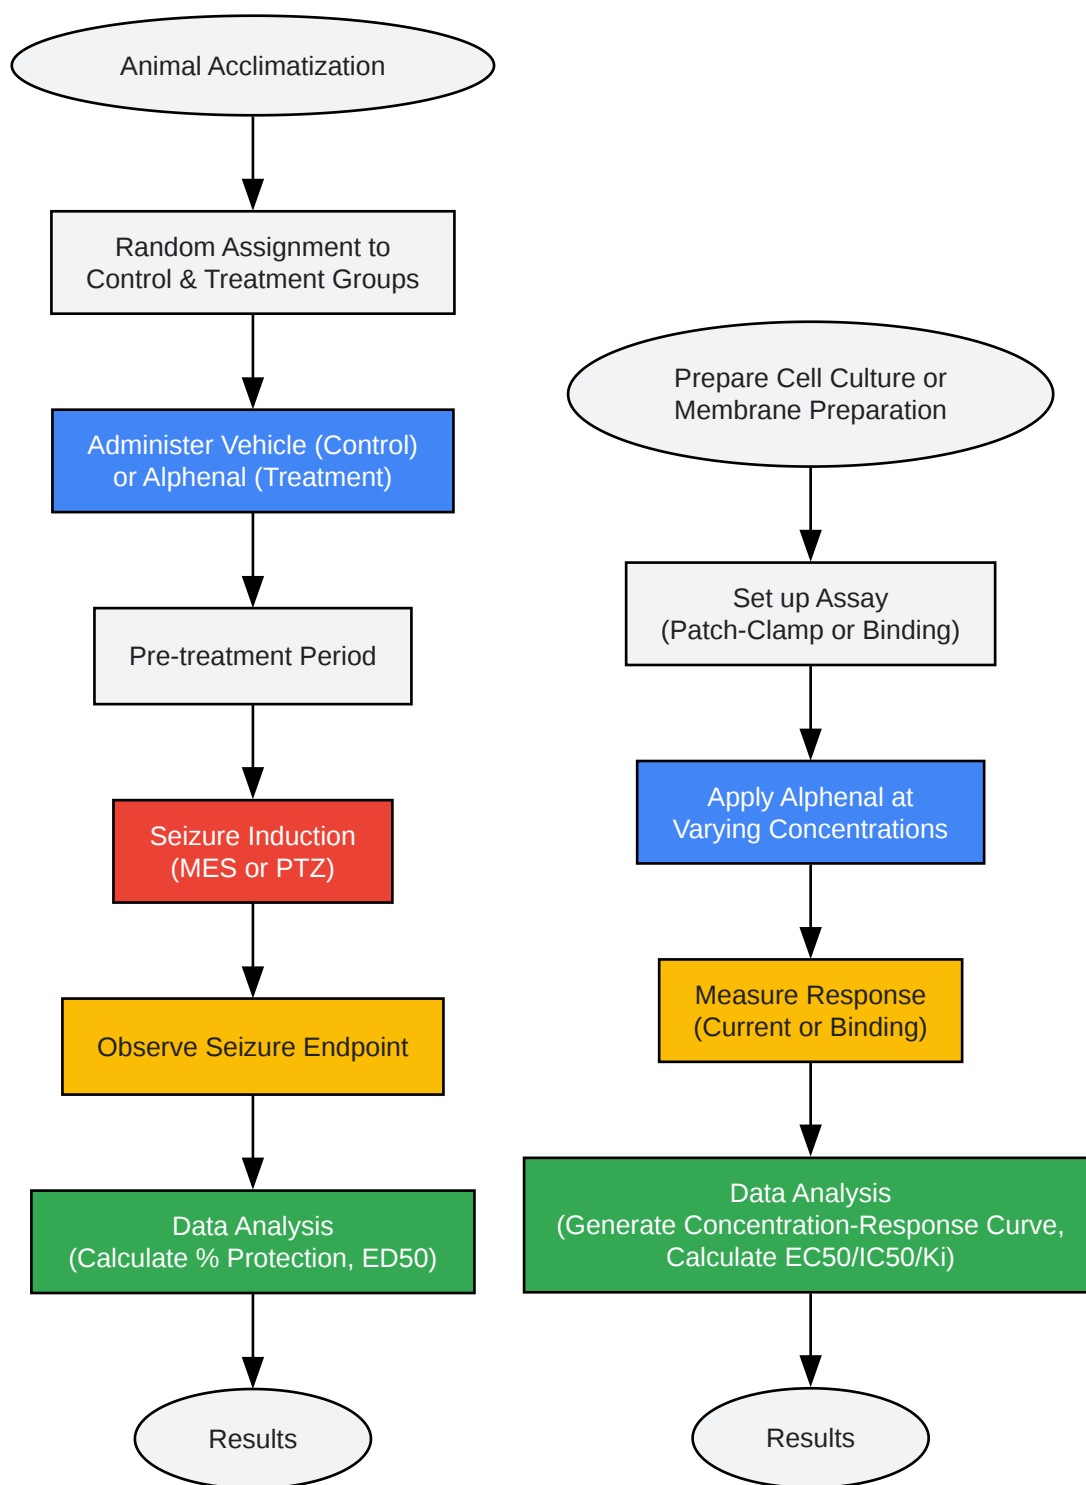 Animal Acclimatization
Random Assignment to
Control & Treatment Groups
Administer Vehicle (Control)
or Alphenal (Treatment)
Pre-treatment Period
Seizure Induction
(MES or PTZ)
Observe Seizure Endpoint
Data Analysis
(Calculate % Protection, ED50)
Results
Prepare Cell Culture or
Membrane Preparation
Set up Assay
(Patch-Clamp or Binding)
Apply Alphenal at
Varying Concentrations
Measure Response
(Current or Binding)
Data Analysis
(Generate Concentration-Response Curve,
Calculate EC50/IC50/Ki)
Results